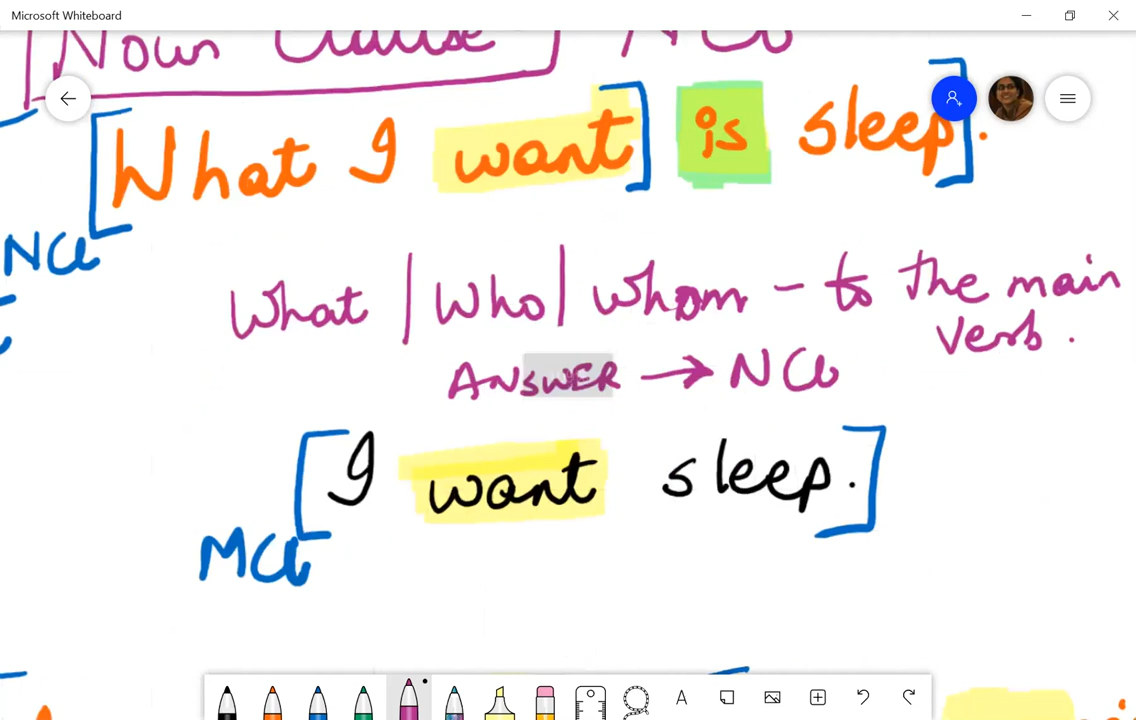 Microsoft Whiteboard
Noun Clause NCl
[What I want] is sleep].
NCl
What | Who | Whom - to the main
verb.
ANSWER → NCl
[I want sleep.]
MCl